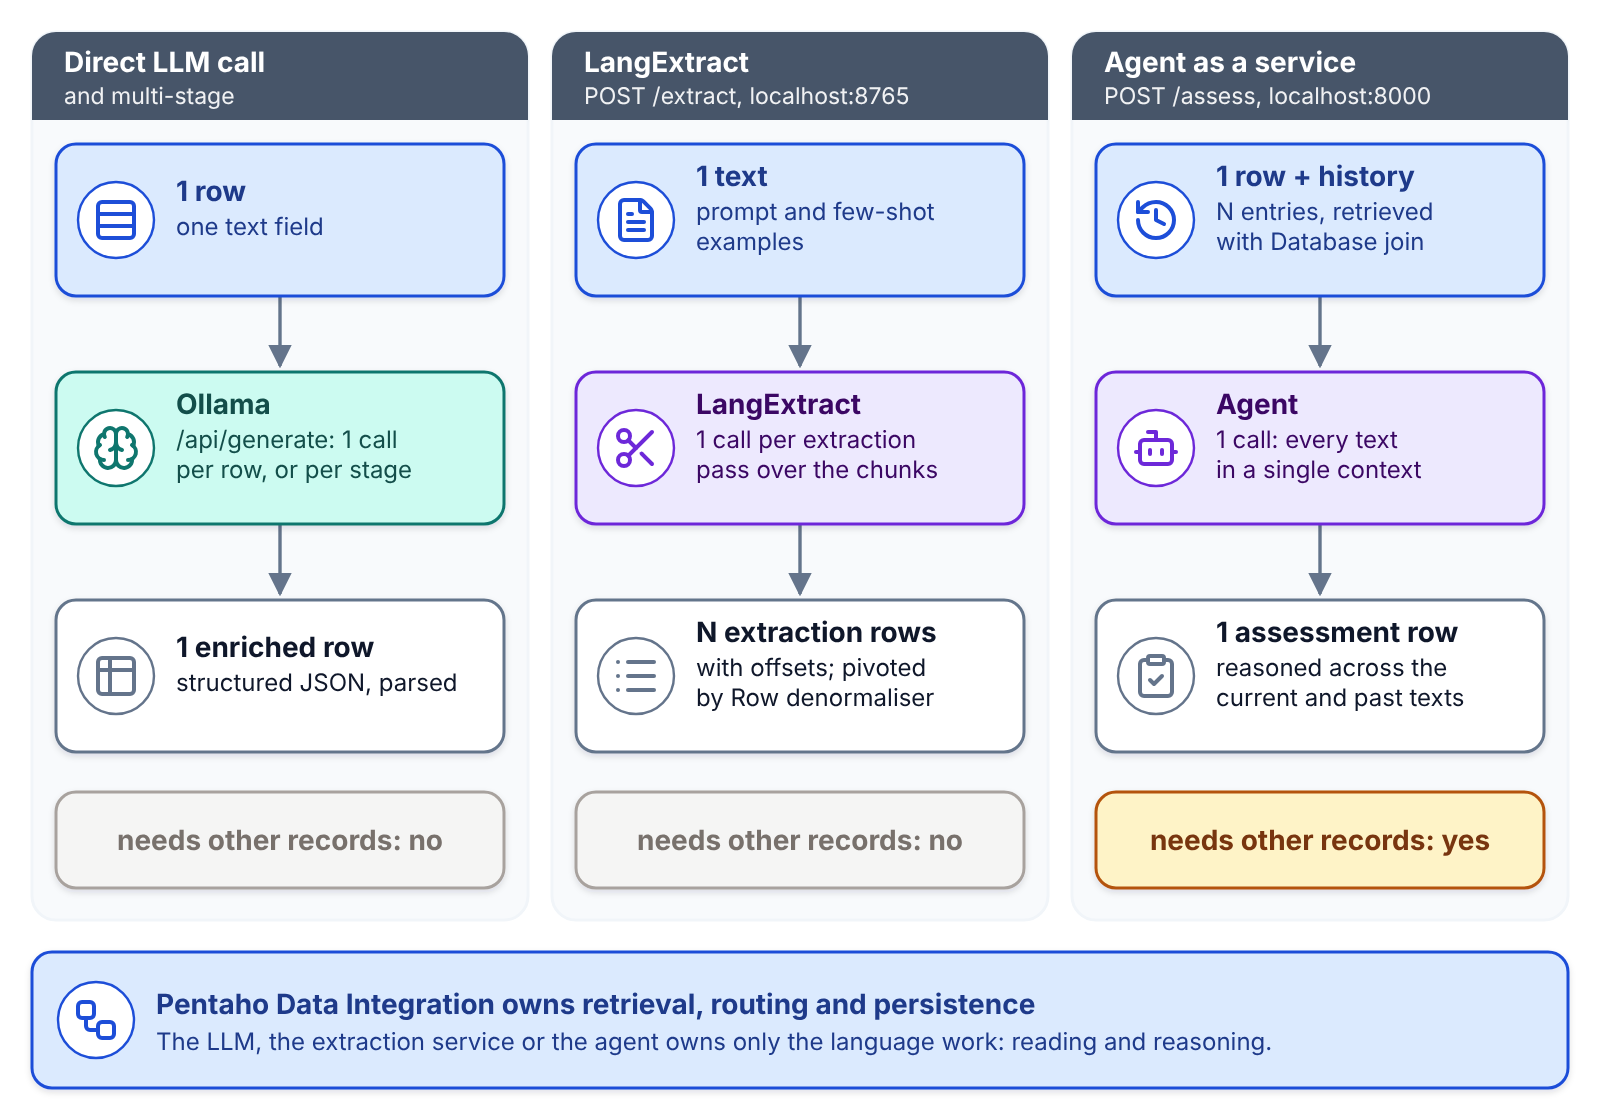 Direct LLM call
and multi-stage
1 row
one text field
Ollama
/api/generate: 1 call
per row, or per stage
1 enriched row
structured JSON, parsed
needs other records: no
LangExtract
POST /extract, localhost:8765
1 text
prompt and few-shot
examples
LangExtract
1 call per extraction
pass over the chunks
N extraction rows
with offsets; pivoted
by Row denormaliser
needs other records: no
Agent as a service
POST /assess, localhost:8000
1 row + history
N entries, retrieved
with Database join
Agent
1 call: every text
in a single context
1 assessment row
reasoned across the
current and past texts
needs other records: yes
Pentaho Data Integration owns retrieval, routing and persistence
The LLM, the extraction service or the agent owns only the language work: reading and reasoning.